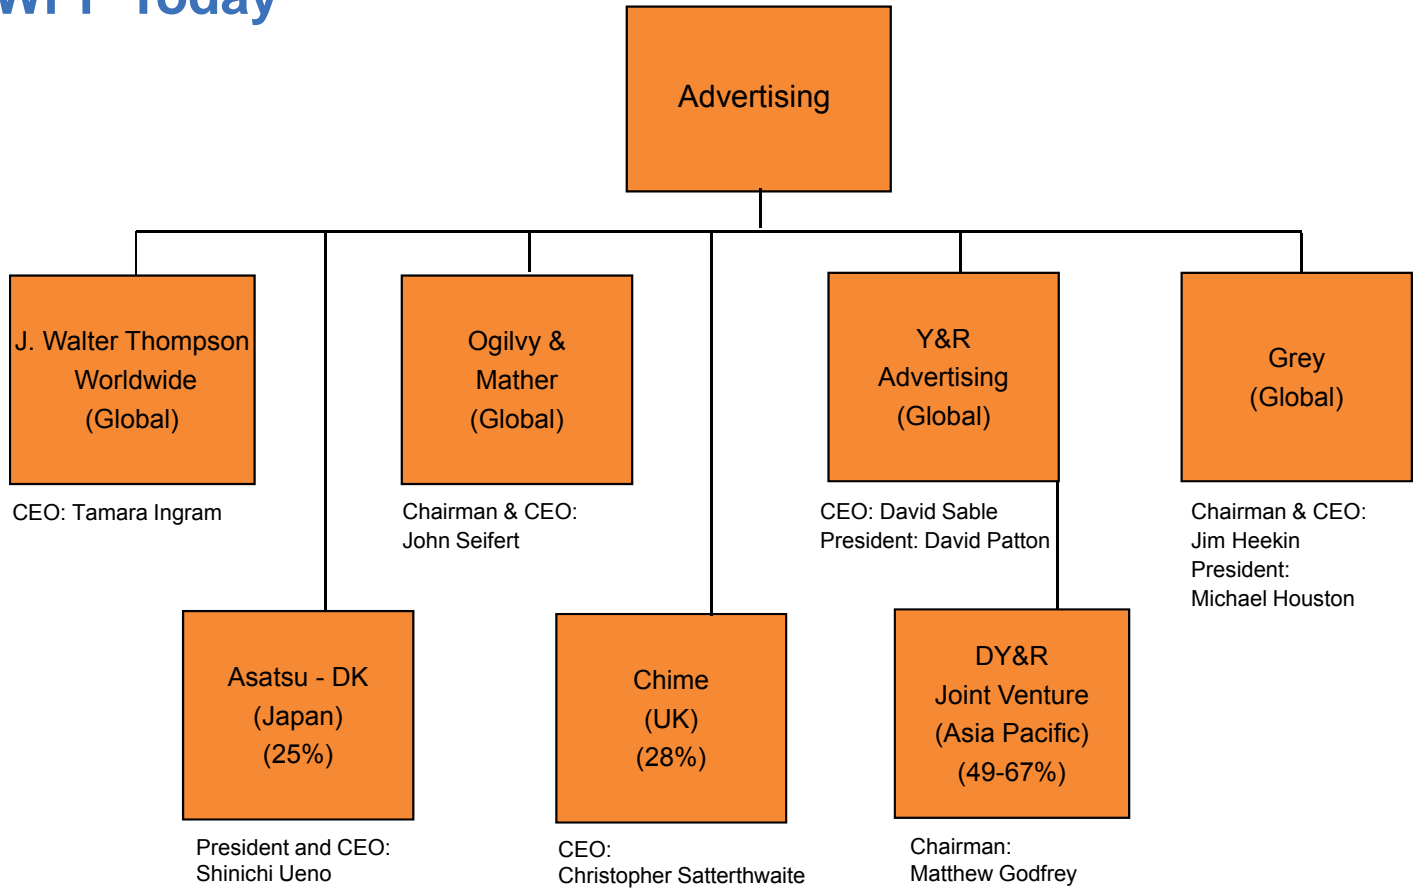 WPP Today
Advertising
J. Walter Thompson
Worldwide
(Global)
CEO: Tamara Ingram
Ogilvy &
Mather
(Global)
Chairman & CEO:
John Seifert
Y&R
Advertising
(Global)
CEO: David Sable
President: David Patton
Grey
(Global)
Chairman & CEO:
Jim Heekin
President:
Michael Houston
Asatsu - DK
(Japan)
(25%)
President and CEO:
Shinichi Ueno
Chime
(UK)
(28%)
CEO:
Christopher Satterthwaite
DY&R
Joint Venture
(Asia Pacific)
(49-67%)
Chairman:
Matthew Godfrey